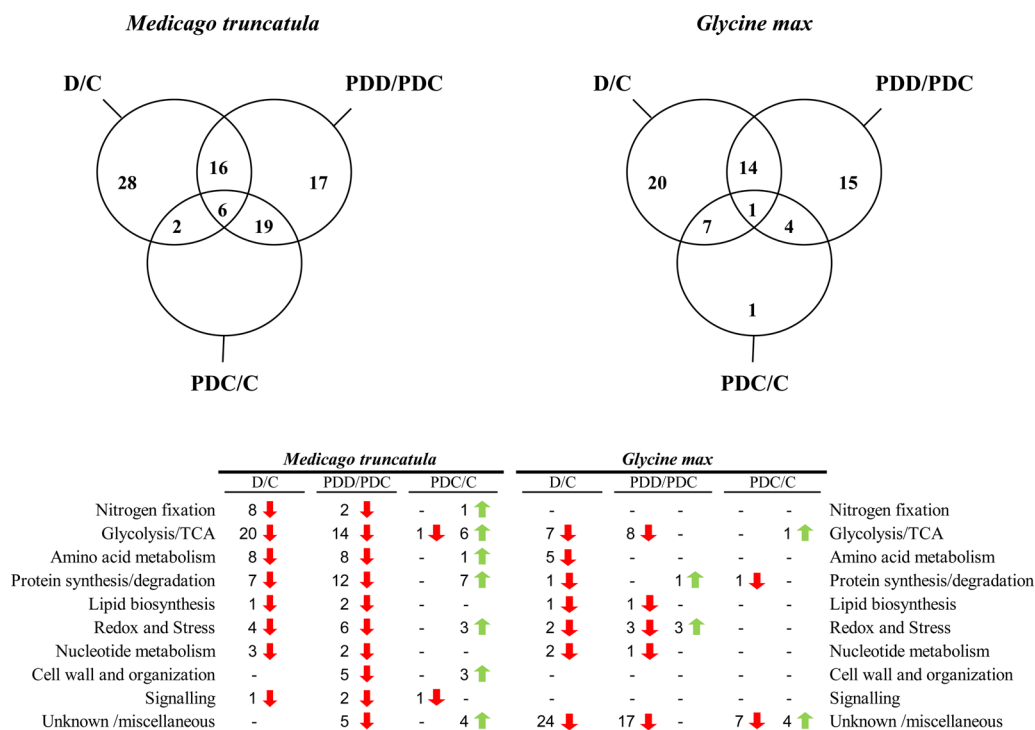 Medicago truncatula
Glycine max
D/C
PDD/PDC
D/C
PDD/PDC
28
16
17
6
2
19
PDC/C
20
14
15
1
7
4
1
PDC/C
Medicago truncatula Glycine max
D/C PDD/PDC PDC/C D/C PDD/PDC PDC/C
Nitrogen fixation 8 2 - 1 - - - - - Nitrogen fixation
Glycolysis/TCA 20 14 1 6 7 8 - - 1 Glycolysis/TCA
Amino acid metabolism 8 8 - 1 5 - - - - Amino acid metabolism
Protein synthesis/degradation 7 12 - 7 1 - 1 1 - Protein synthesis/degradation
Lipid biosynthesis 1 2 - - 1 1 - - - Lipid biosynthesis
Redox and Stress 4 6 - 3 2 3 3 - - Redox and Stress
Nucleotide metabolism 3 2 - - 2 1 - - - Nucleotide metabolism
Cell wall and organization - 5 - 3 - - - - - Cell wall and organization
Signalling 1 2 1 - - - - - - Signalling
Unknown /miscellaneous - 5 - 4 24 17 - 7 4 Unknown /miscellaneous